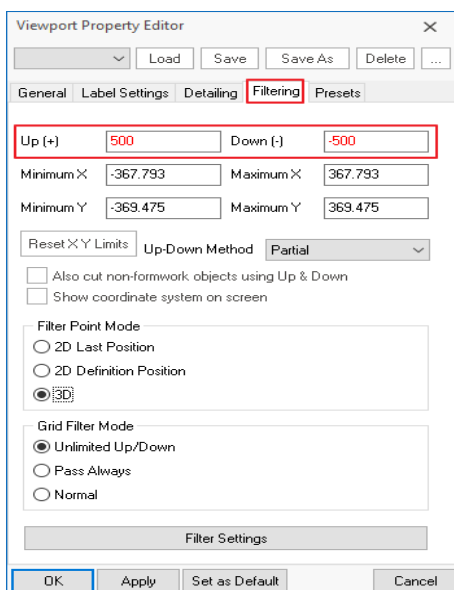 Viewport Property Editor
Load Save Save As Delete ...
General Label Settings Detailing Filtering Presets
Up (+) 500 Down (-) -500
Minimum X -367.793 Maximum X 367.793
Minimum Y -369.475 Maximum Y 369.475
Reset X Y Limits Up-Down Method Partial
Also cut non-formwork objects using Up & Down
Show coordinate system on screen
Filter Point Mode
2D Last Position
2D Definition Position
3D
Grid Filter Mode
Unlimited Up/Down
Pass Always
Normal
Filter Settings
OK Apply Set as Default Cancel